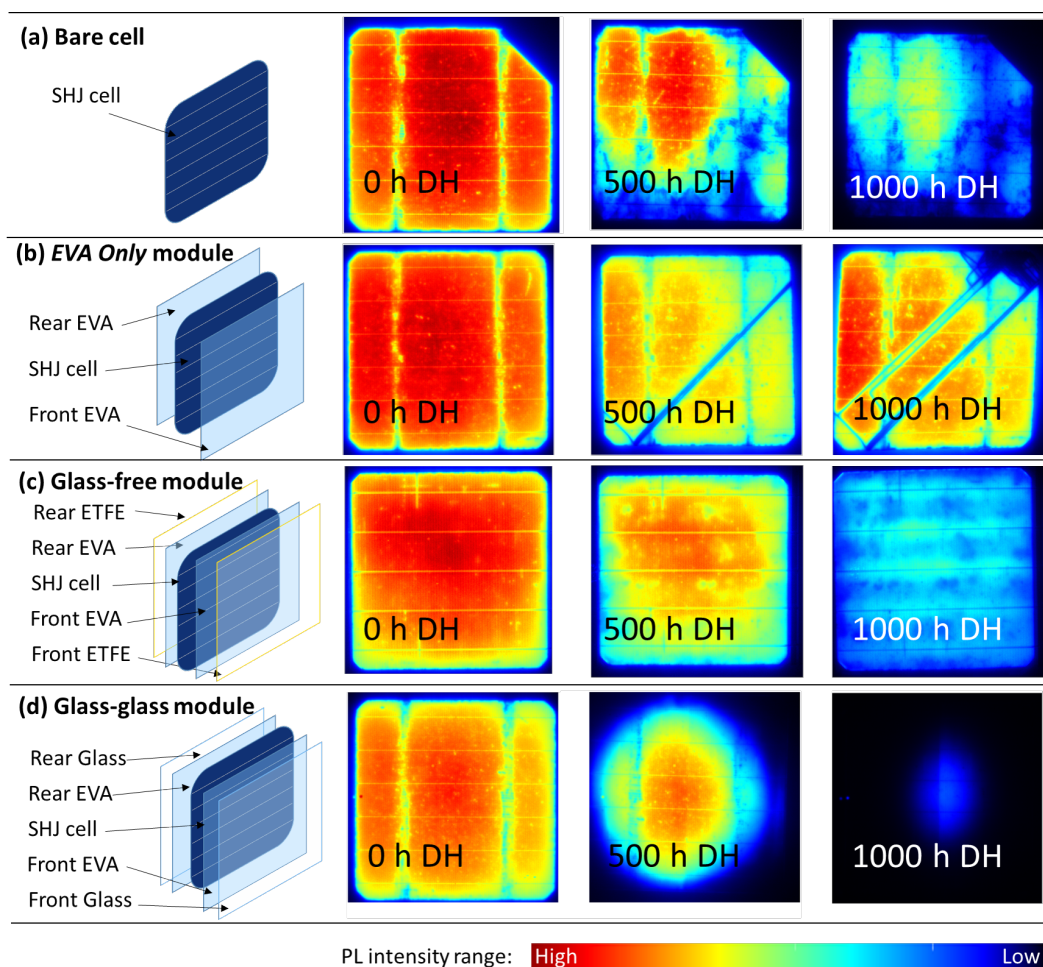 (a) Bare cell
SHJ cell
0 h DH
500 h DH
1000 h DH
(b) EVA Only module
Rear EVA
SHJ cell
Front EVA
0 h DH
500 h DH
1000 h DH
(c) Glass-free module
Rear ETFE
Rear EVA
SHJ cell
Front EVA
Front ETFE
0 h DH
500 h DH
1000 h DH
(d) Glass-glass module
Rear Glass
Rear EVA
SHJ cell
Front EVA
Front Glass
0 h DH
500 h DH
1000 h DH
PL intensity range: High Low